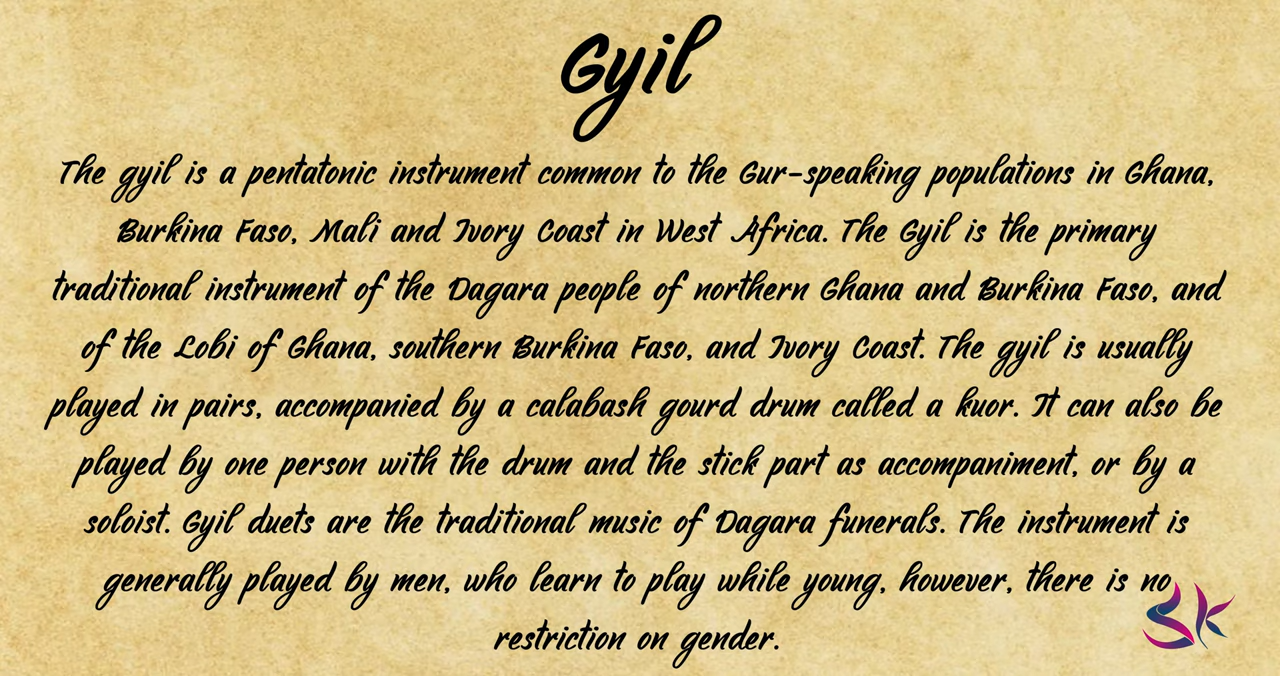 Gyil
The gyil is a pentatonic instrument common to the Gur-speaking populations in Ghana,
Burkina Faso, Mali and Ivory Coast in West Africa. The Gyil is the primary
traditional instrument of the Dagara people of northern Ghana and Burkina Faso, and
of the Lobi of Ghana, southern Burkina Faso, and Ivory Coast. The gyil is usually
played in pairs, accompanied by a calabash gourd drum called a kuor. It can also be
played by one person with the drum and the stick part as accompaniment, or by a
soloist. Gyil duets are the traditional music of Dagara funerals. The instrument is
generally played by men, who learn to play while young, however, there is no
restriction on gender.
SK